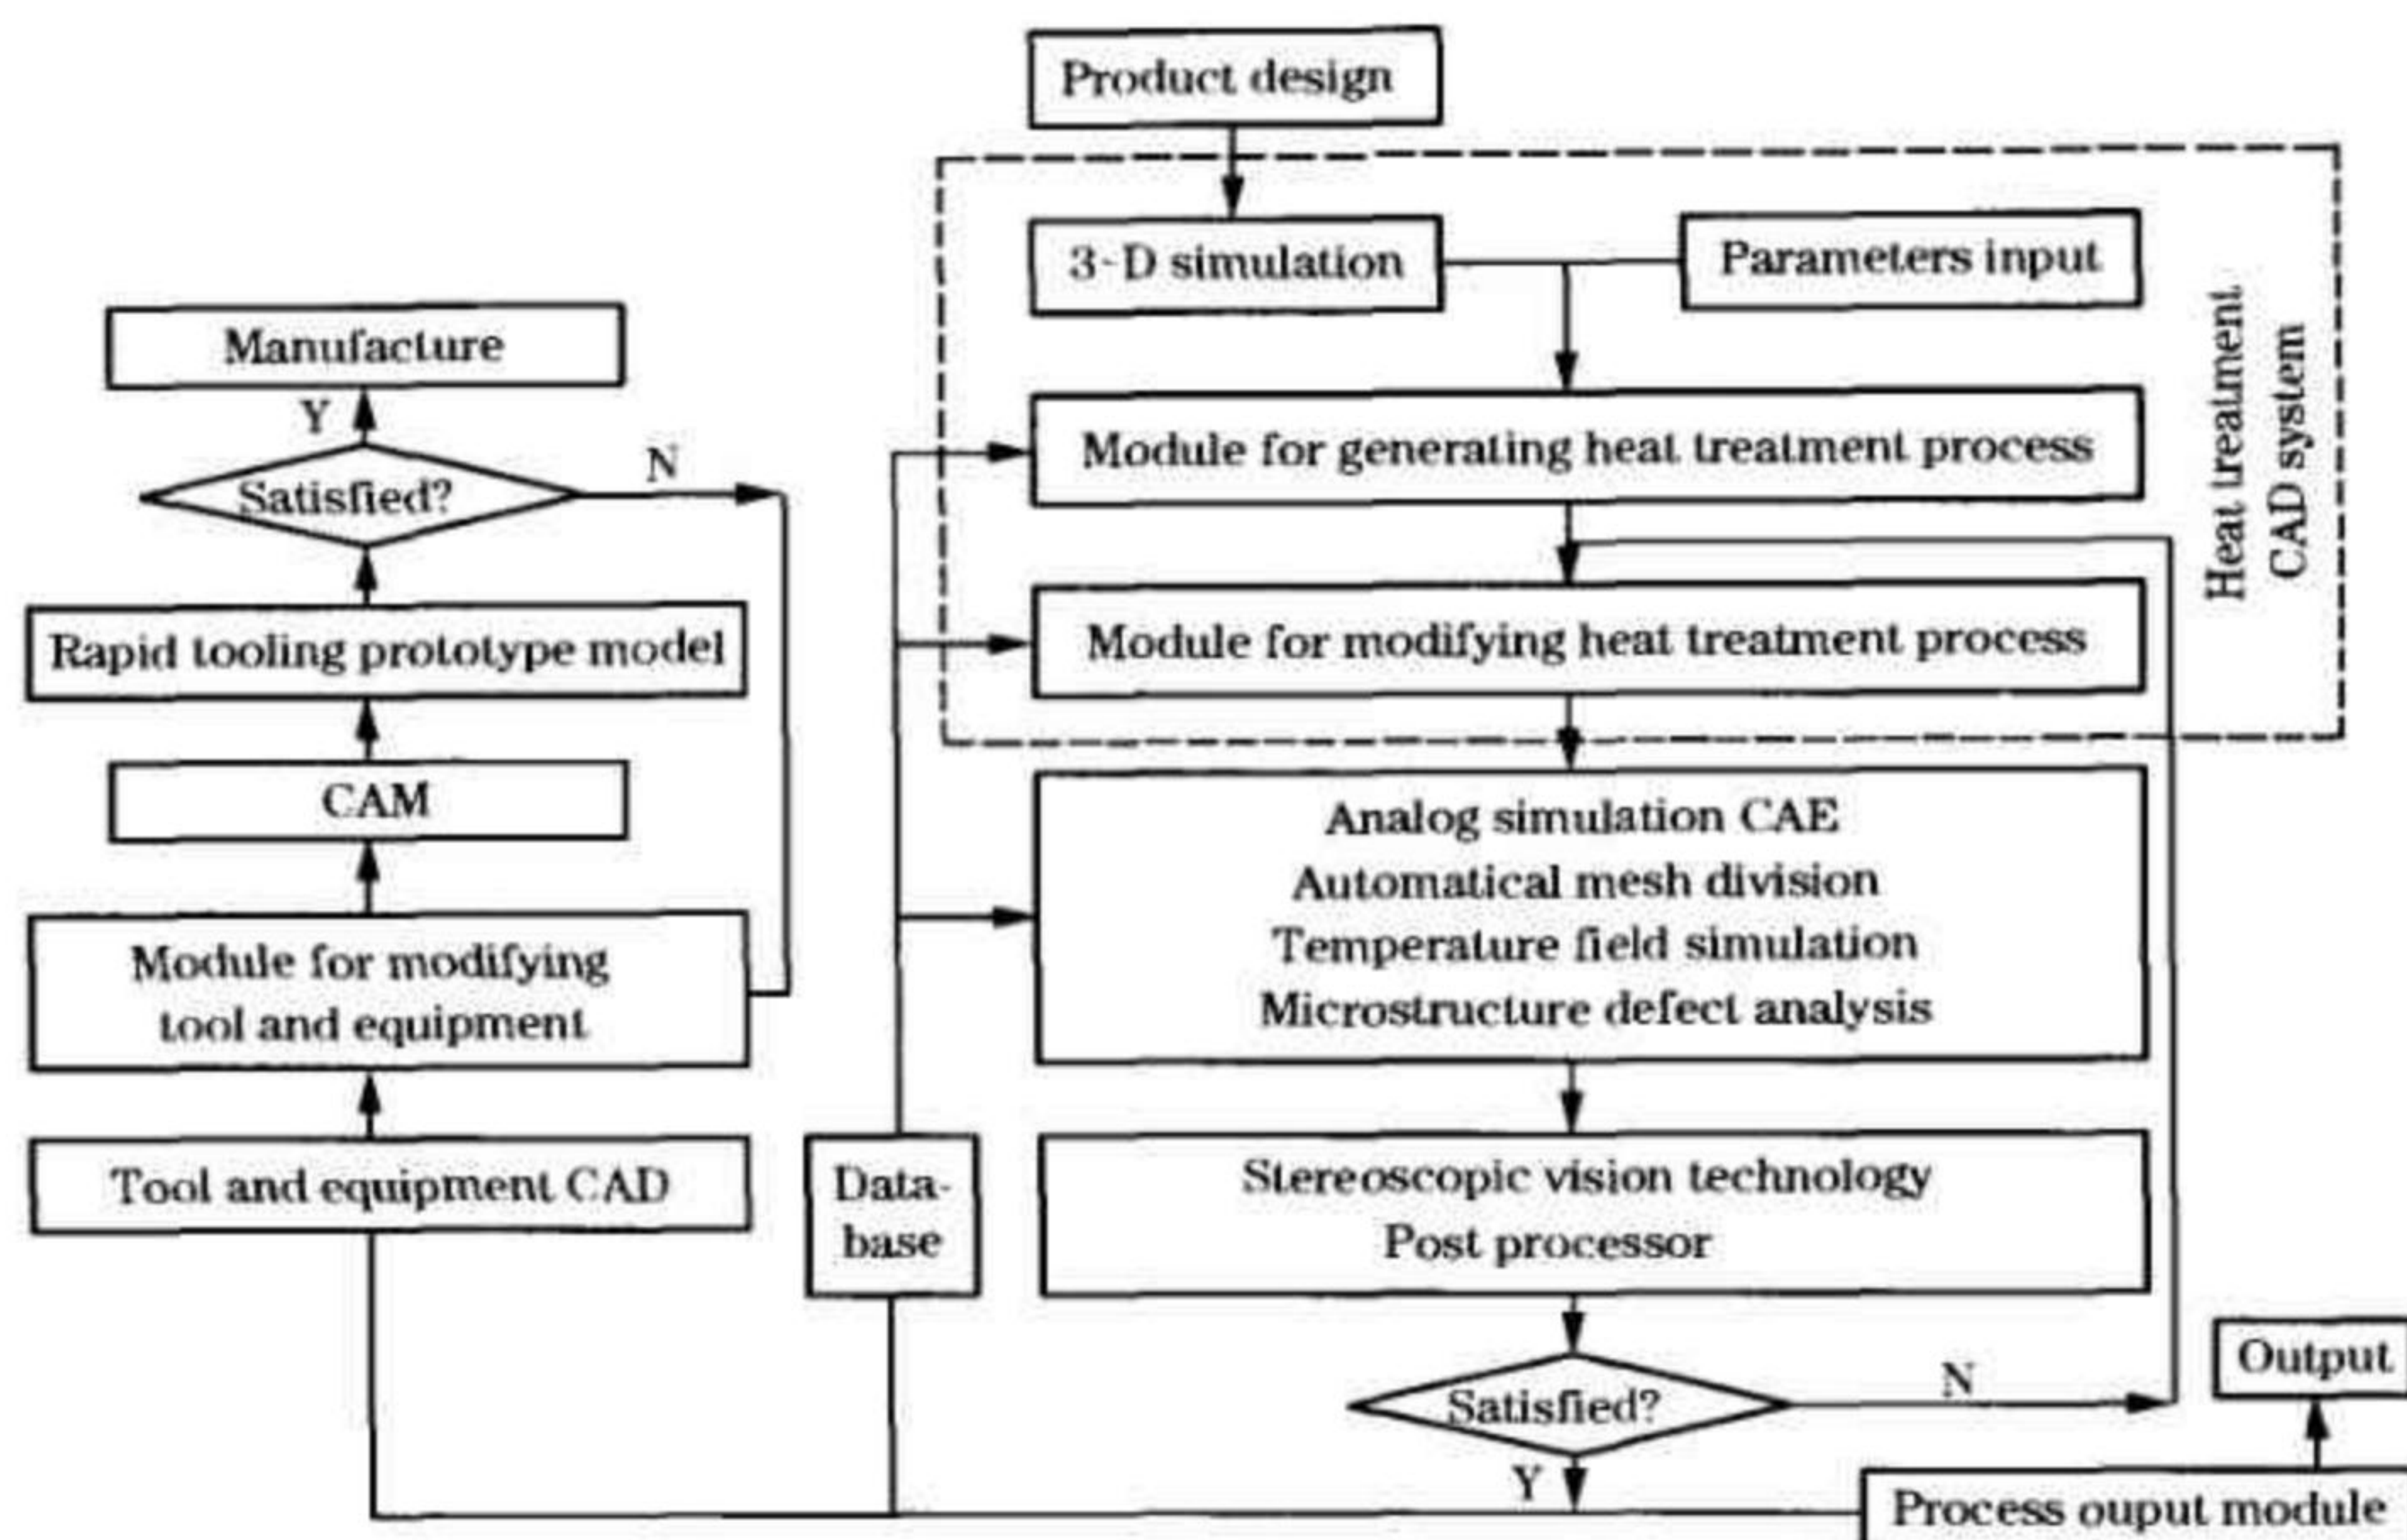 Product design
3-D simulation
Parameters input
Module for generating heat treatment process
Module for modifying heat treatment process
Heat treatment
CAD system
Analog simulation CAE
Automatical mesh division
Temperature field simulation
Microstructure defect analysis
Stereoscopic vision technology
Post processor
Satisfied?
N
Y
Output
Process ouput module
Data-
base
Manufacture
Y
Satisfied?
N
Rapid tooling prototype model
CAM
Module for modifying
tool and equipment
Tool and equipment CAD